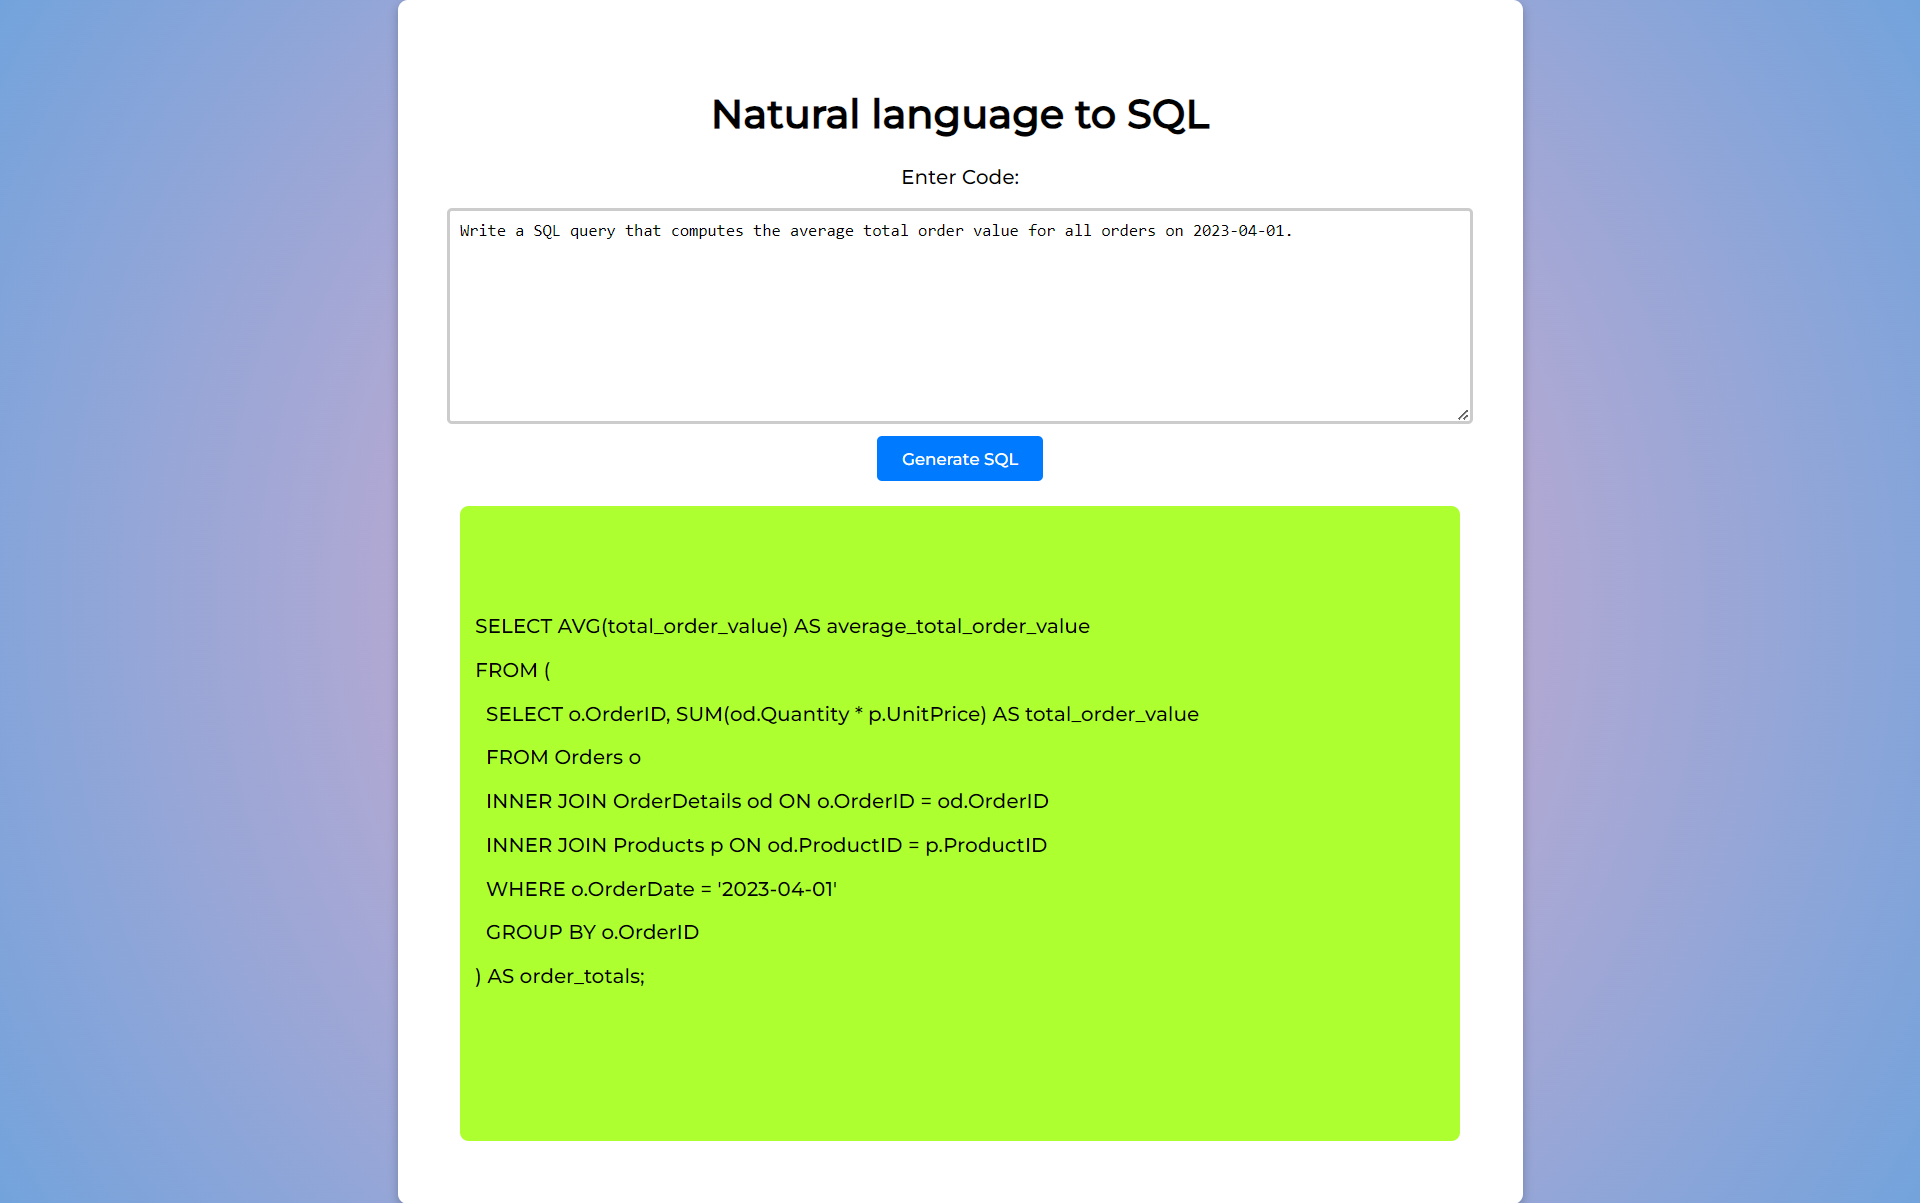 Natural language to SQL
Enter Code:
Write a SQL query that computes the average total order value for all orders on 2023-04-01.
Generate SQL
SELECT AVG(total_order_value) AS average_total_order_value
FROM (
SELECT o.OrderID, SUM(od.Quantity * p.UnitPrice) AS total_order_value
FROM Orders o
INNER JOIN OrderDetails od ON o.OrderID = od.OrderID
INNER JOIN Products p ON od.ProductID = p.ProductID
WHERE o.OrderDate = '2023-04-01'
GROUP BY o.OrderID
) AS order_totals;